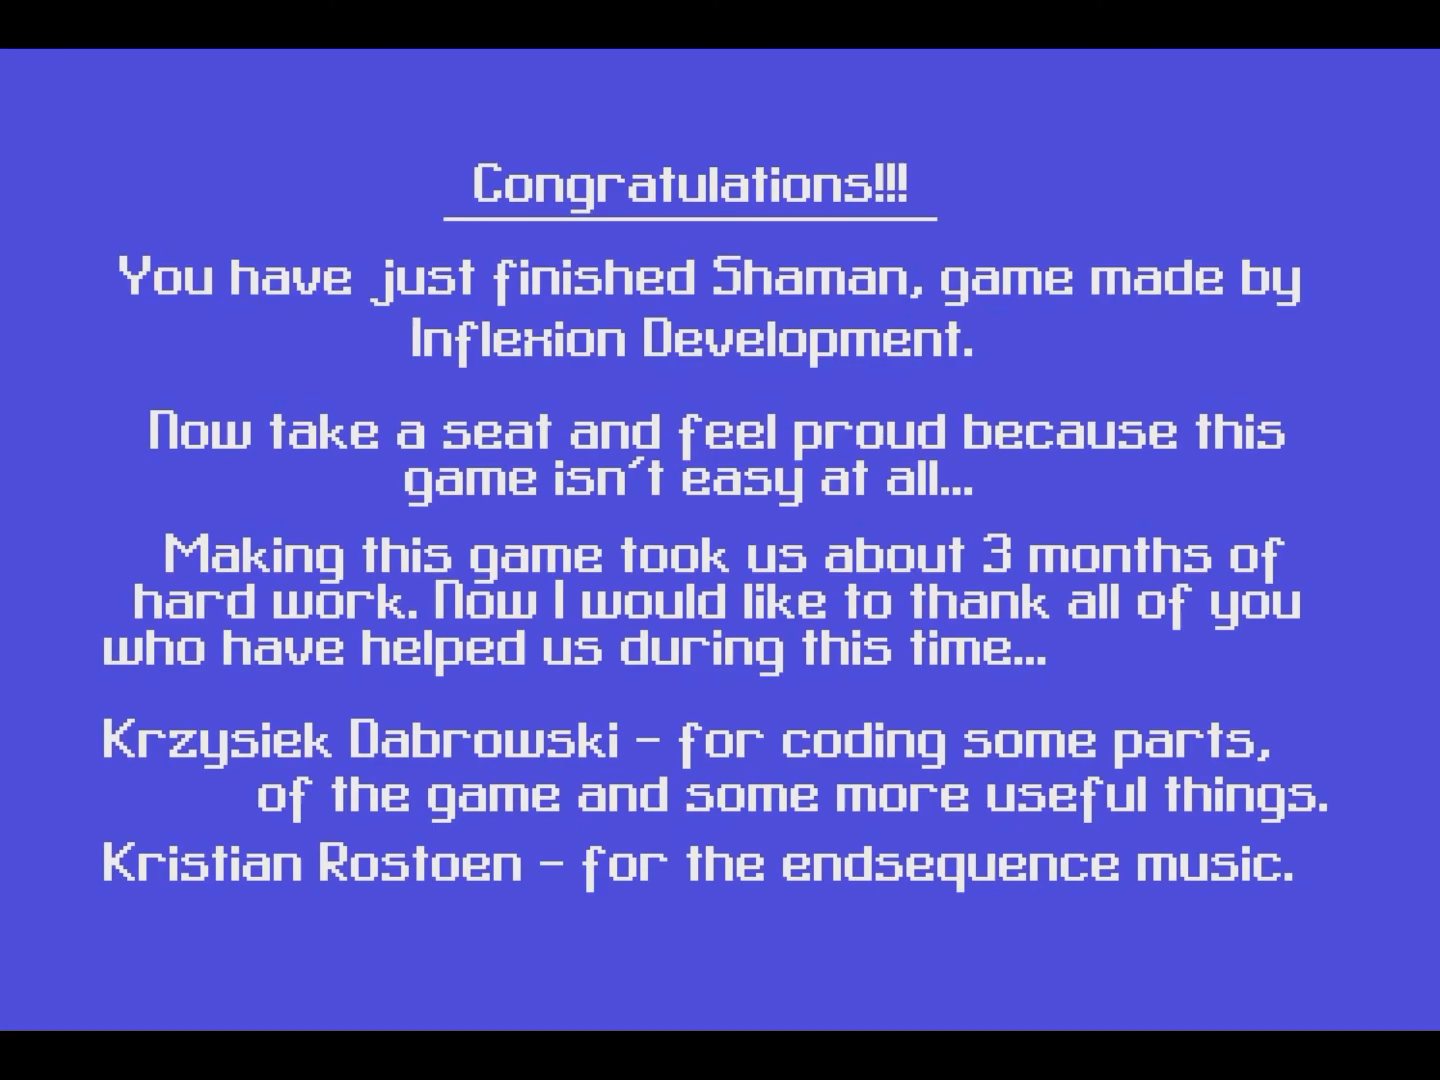 Congratulations!!!
You have just finished Shaman, game made by
Inflexion Development.
Now take a seat and feel proud because this
game isn't easy at all...
Making this game took us about 3 months of
hard work. Now I would like to thank all of you
who have helped us during this time...
Krzysiek Dabrowski - for coding some parts,
of the game and some more useful things.
Kristian Rostoen - for the endsequence music.